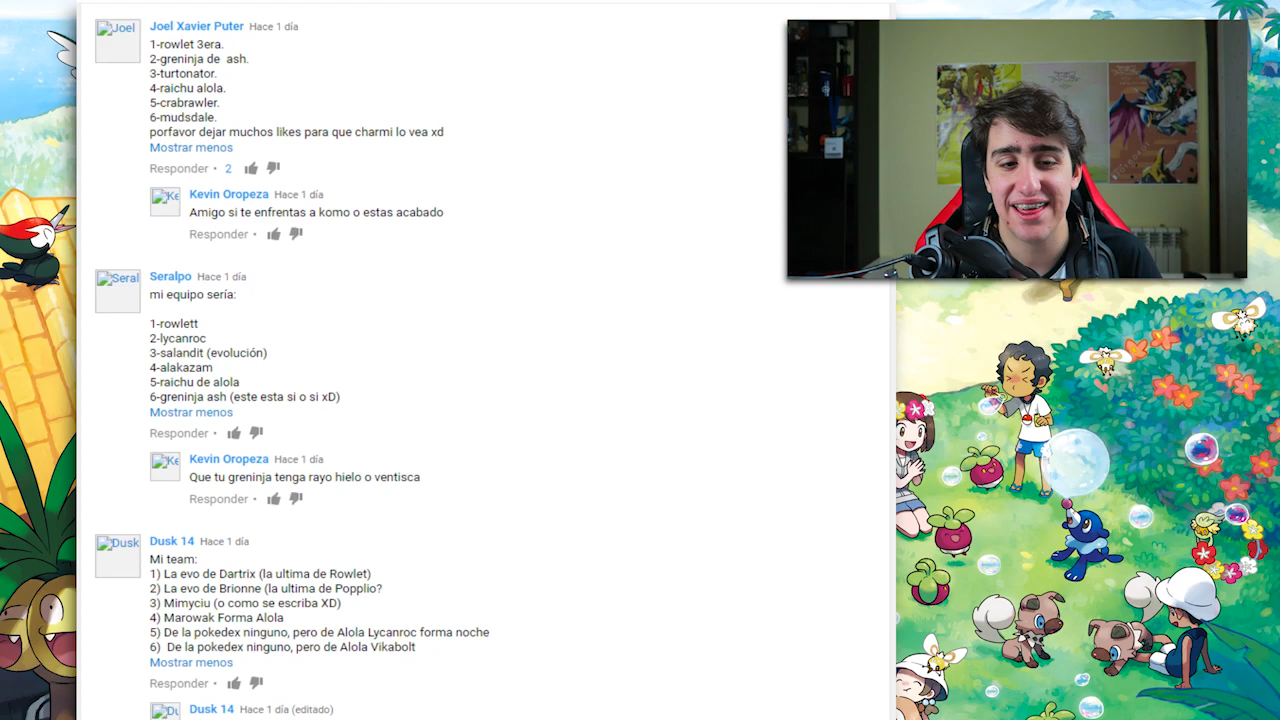 Joel
Joel Xavier Puter Hace 1 día
1-rowlet 3era.
2-greninja de ash.
3-turtonator.
4-raichu alola.
5-crabrawler.
6-mudsdale.
porfavor dejar muchos likes para que charmi lo vea xd
Mostrar menos
Responder • 2
Ke
Kevin Oropeza Hace 1 día
Amigo si te enfrentas a komo o estas acabado
Responder •
Seral
Seralpo Hace 1 día
mi equipo sería:
1-rowlett
2-lycanroc
3-salandit (evolución)
4-alakazam
5-raichu de alola
6-greninja ash (este esta si o si xD)
Mostrar menos
Responder •
Ke
Kevin Oropeza Hace 1 día
Que tu greninja tenga rayo hielo o ventisca
Responder •
Dusk
Dusk 14 Hace 1 día
Mi team:
1) La evo de Dartrix (la ultima de Rowlet)
2) La evo de Brionne (la ultima de Popplio?
3) Mimyciu (o como se escriba XD)
4) Marowak Forma Alola
5) De la pokedex ninguno, pero de Alola Lycanroc forma noche
6) De la pokedex ninguno, pero de Alola Vikabolt
Mostrar menos
Responder •
Du
Dusk 14 Hace 1 día (editado)